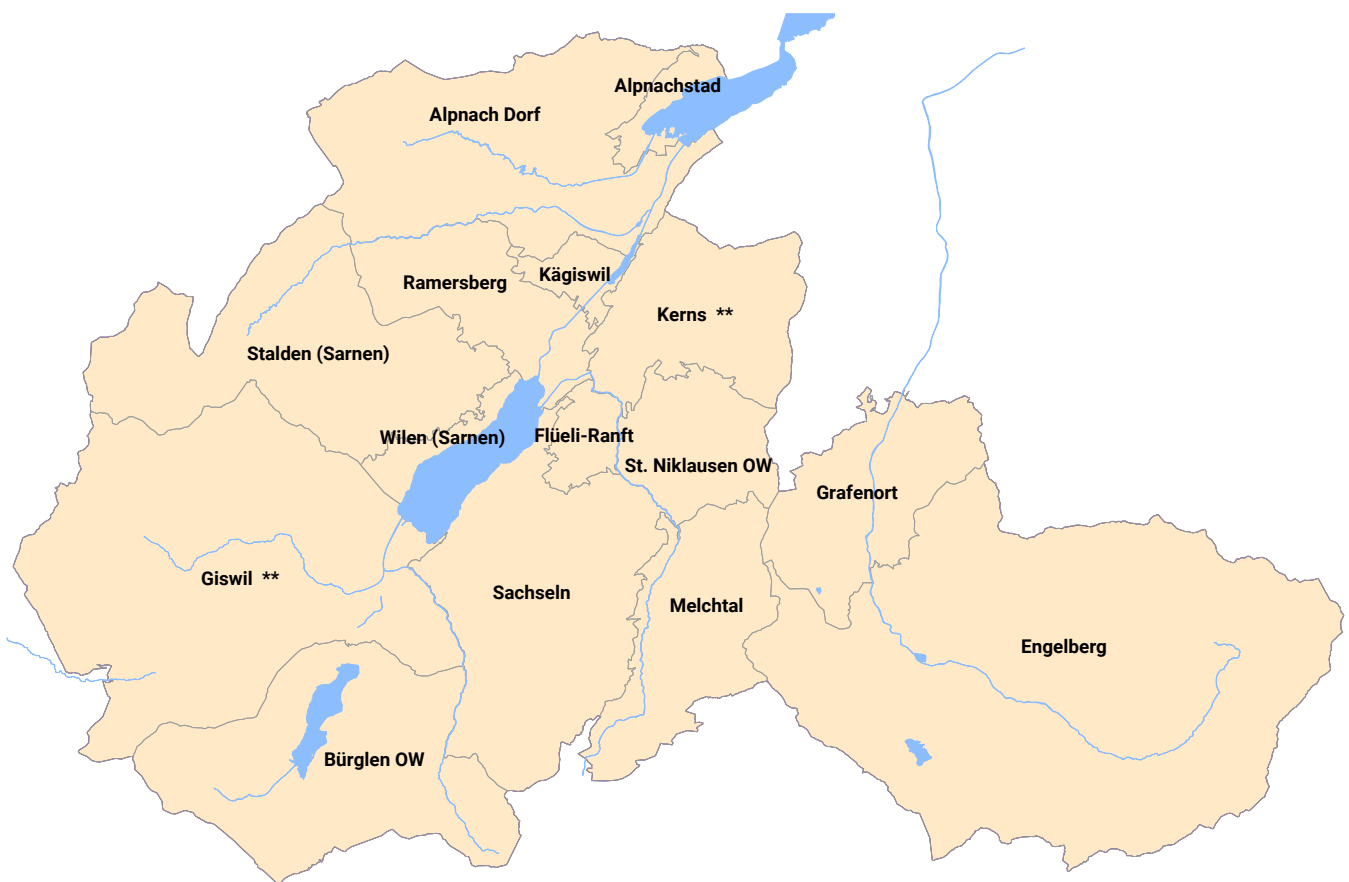 Alpnachstad
Alpnach Dorf
Kägiswil
Ramersberg
Kerns **
Stalden (Sarnen)
Wilen (Sarnen)
Flüeli-Ranft
St. Niklausen OW
Grafenort
Giswil **
Sachseln
Melchtal
Engelberg
Bürglen OW